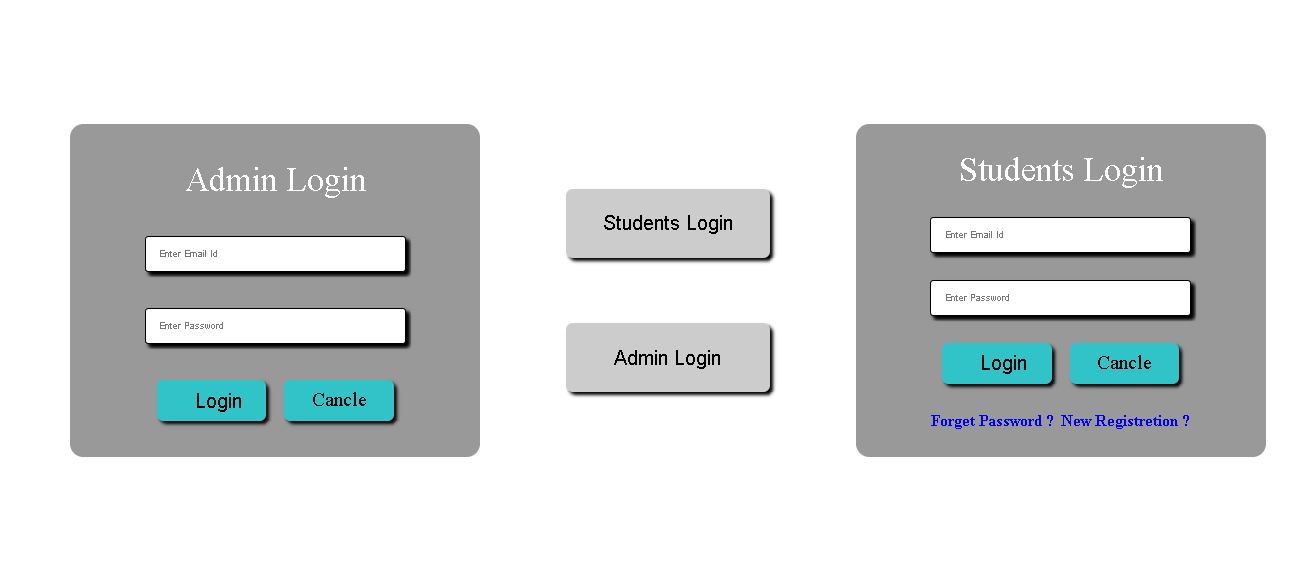 Admin Login
Enter Email Id
Enter Password
Login
Cancle
Students Login
Admin Login
Students Login
Enter Email Id
Enter Password
Login
Cancle
Forget Password ? New Registretion ?